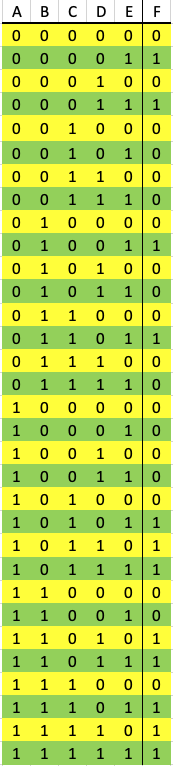 A B C D E F
0 0 0 0 0 0
0 0 0 0 1 1
0 0 0 1 0 0
0 0 0 1 1 1
0 0 1 0 0 0
0 0 1 0 1 0
0 0 1 1 0 0
0 0 1 1 1 0
0 1 0 0 0 0
0 1 0 0 1 1
0 1 0 1 0 0
0 1 0 1 1 0
0 1 1 0 0 0
0 1 1 0 1 1
0 1 1 1 0 0
0 1 1 1 1 0
1 0 0 0 0 0
1 0 0 0 1 0
1 0 0 1 0 0
1 0 0 1 1 0
1 0 1 0 0 0
1 0 1 0 1 1
1 0 1 1 0 1
1 0 1 1 1 1
1 1 0 0 0 0
1 1 0 0 1 0
1 1 0 1 0 1
1 1 0 1 1 1
1 1 1 0 0 0
1 1 1 0 1 1
1 1 1 1 0 1
1 1 1 1 1 1